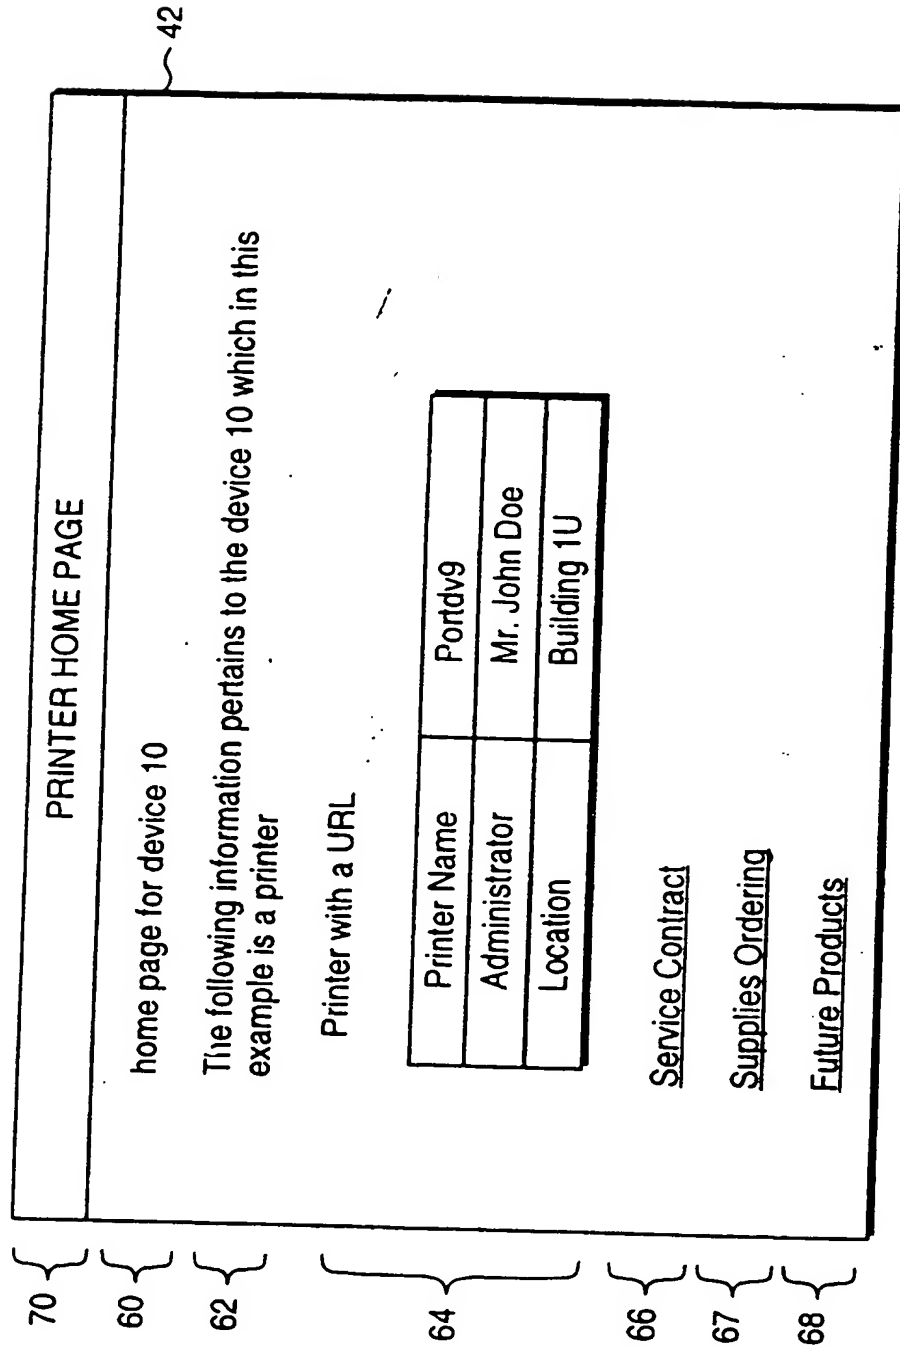 42
70 PRINTER HOME PAGE
60 home page for device 10
62 The following information pertains to the device 10 which in this
example is a printer
Printer with a URL
64
Printer Name Portdv9
Administrator Mr. John Doe
Location Building 1U
66 Service Contract
67 Supplies Ordering
68 Future Products